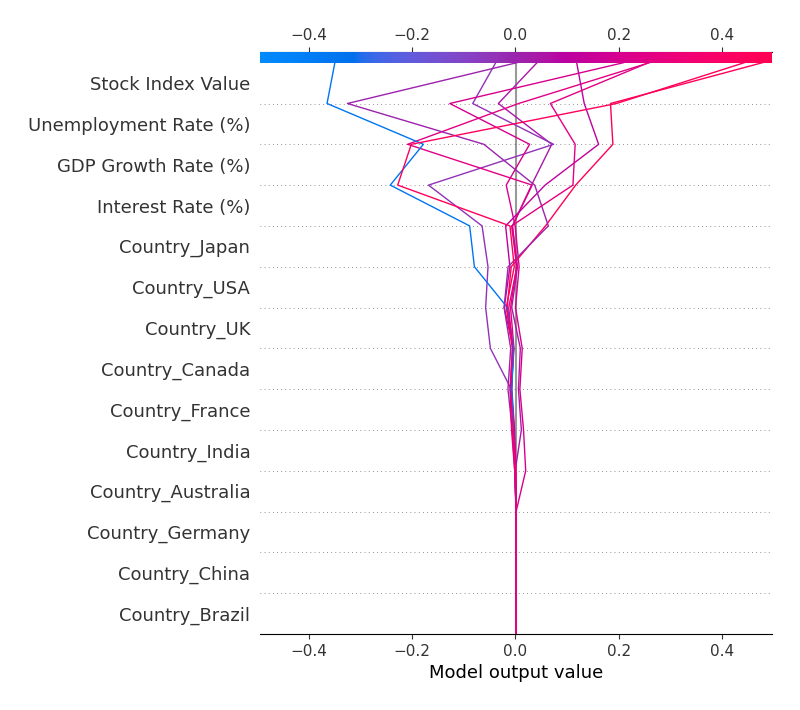 −0.4 −0.2 0.0 0.2 0.4
Stock Index Value
Unemployment Rate (%)
GDP Growth Rate (%)
Interest Rate (%)
Country_Japan
Country_USA
Country_UK
Country_Canada
Country_France
Country_India
Country_Australia
Country_Germany
Country_China
Country_Brazil
−0.4 −0.2 0.0 0.2 0.4
Model output value